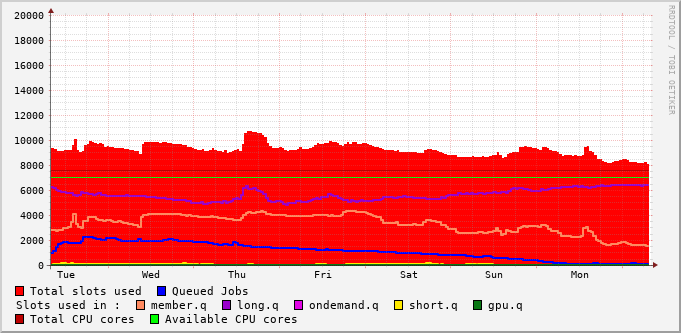 RRDTOOL / TOBI OETIKER
20000
18000
16000
14000
12000
10000
8000
6000
4000
2000
0
Tue Wed Thu Fri Sat Sun Mon
Total slots used Queued Jobs
Slots used in : member.q long.q ondemand.q short.q gpu.q
Total CPU cores Available CPU cores